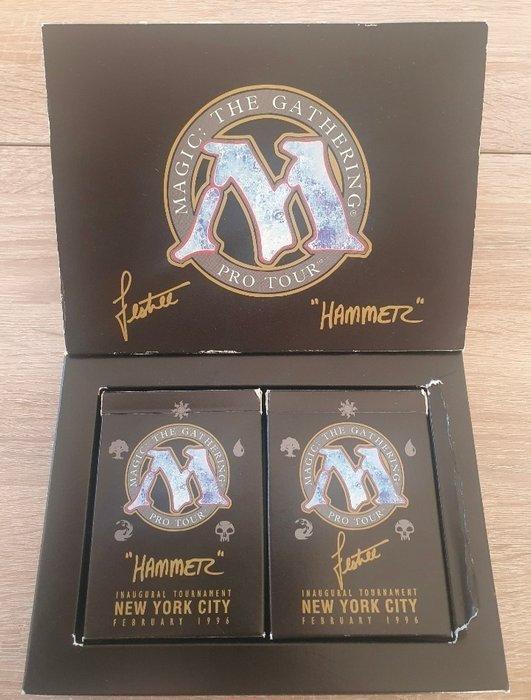 MAGIC: THE GATHERING®
M
PRO TOUR™
"HAMMER"
MAGIC: THE GATHERING
M
PRO TOUR
"HAMMER"
INAUGURAL TOURNAMENT
NEW YORK CITY
FEBRUARY 1996
MAGIC: THE GATHERING
M
PRO TOUR
INAUGURAL TOURNAMENT
NEW YORK CITY
FEBRUARY 1996